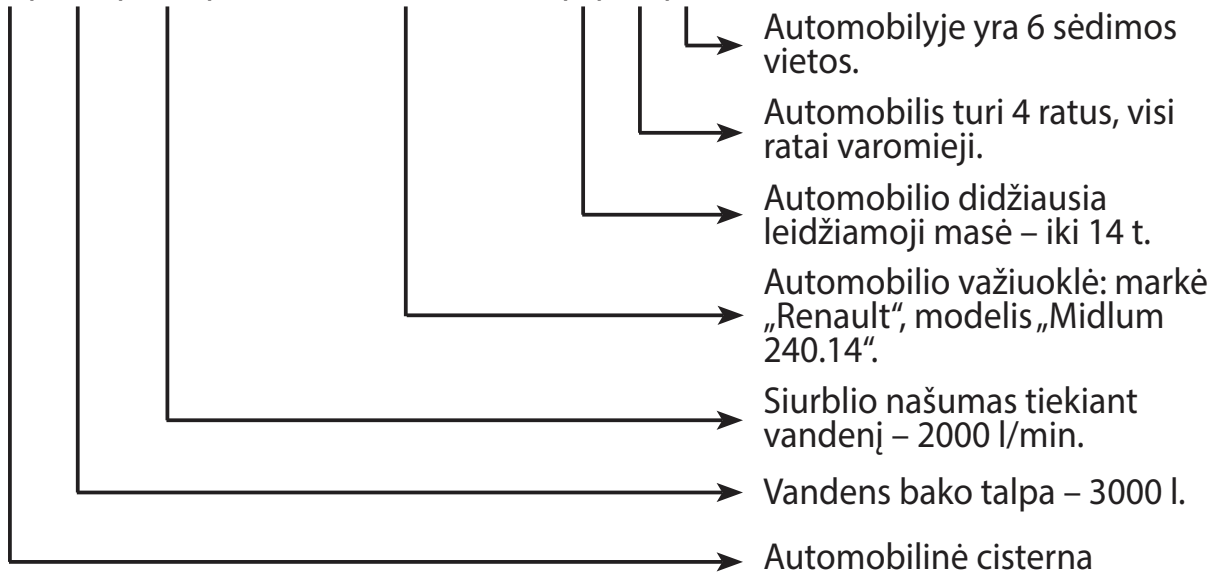 Automobilyje yra 6 sėdimos
vietos.
Automobilis turi 4 ratus, visi
ratai varomieji.
Automobilio didžiausia
leidžiamoji masė – iki 14 t.
Automobilio važiuoklė: markė
„Renault“, modelis „Midlum
240.14“.
Siurblio našumas tiekiant
vandenį – 2000 l/min.
Vandens bako talpa – 3000 l.
Automobilinė cisterna